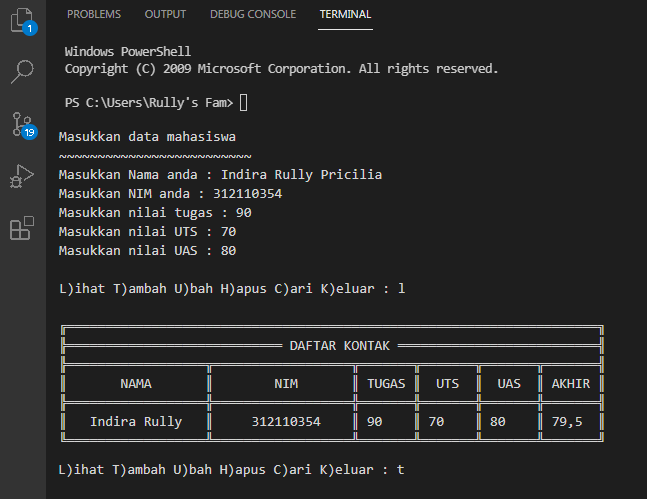 PROBLEMS OUTPUT DEBUG CONSOLE TERMINAL
1
Windows PowerShell
Copyright (C) 2009 Microsoft Corporation. All rights reserved.
PS C:\Users\Rully's Fam>
19
Masukkan data mahasiswa
~~~~~~~~~~~~~~~~~~~~~~~~~
Masukkan Nama anda : Indira Rully Pricilia
Masukkan NIM anda : 312110354
Masukkan nilai tugas : 90
Masukkan nilai UTS : 70
Masukkan nilai UAS : 80
L)ihat T)ambah U)bah H)apus C)ari K)eluar : l
DAFTAR KONTAK
NAMA NIM TUGAS UTS UAS AKHIR
Indira Rully 312110354 90 70 80 79,5
L)ihat T)ambah U)bah H)apus C)ari K)eluar : t